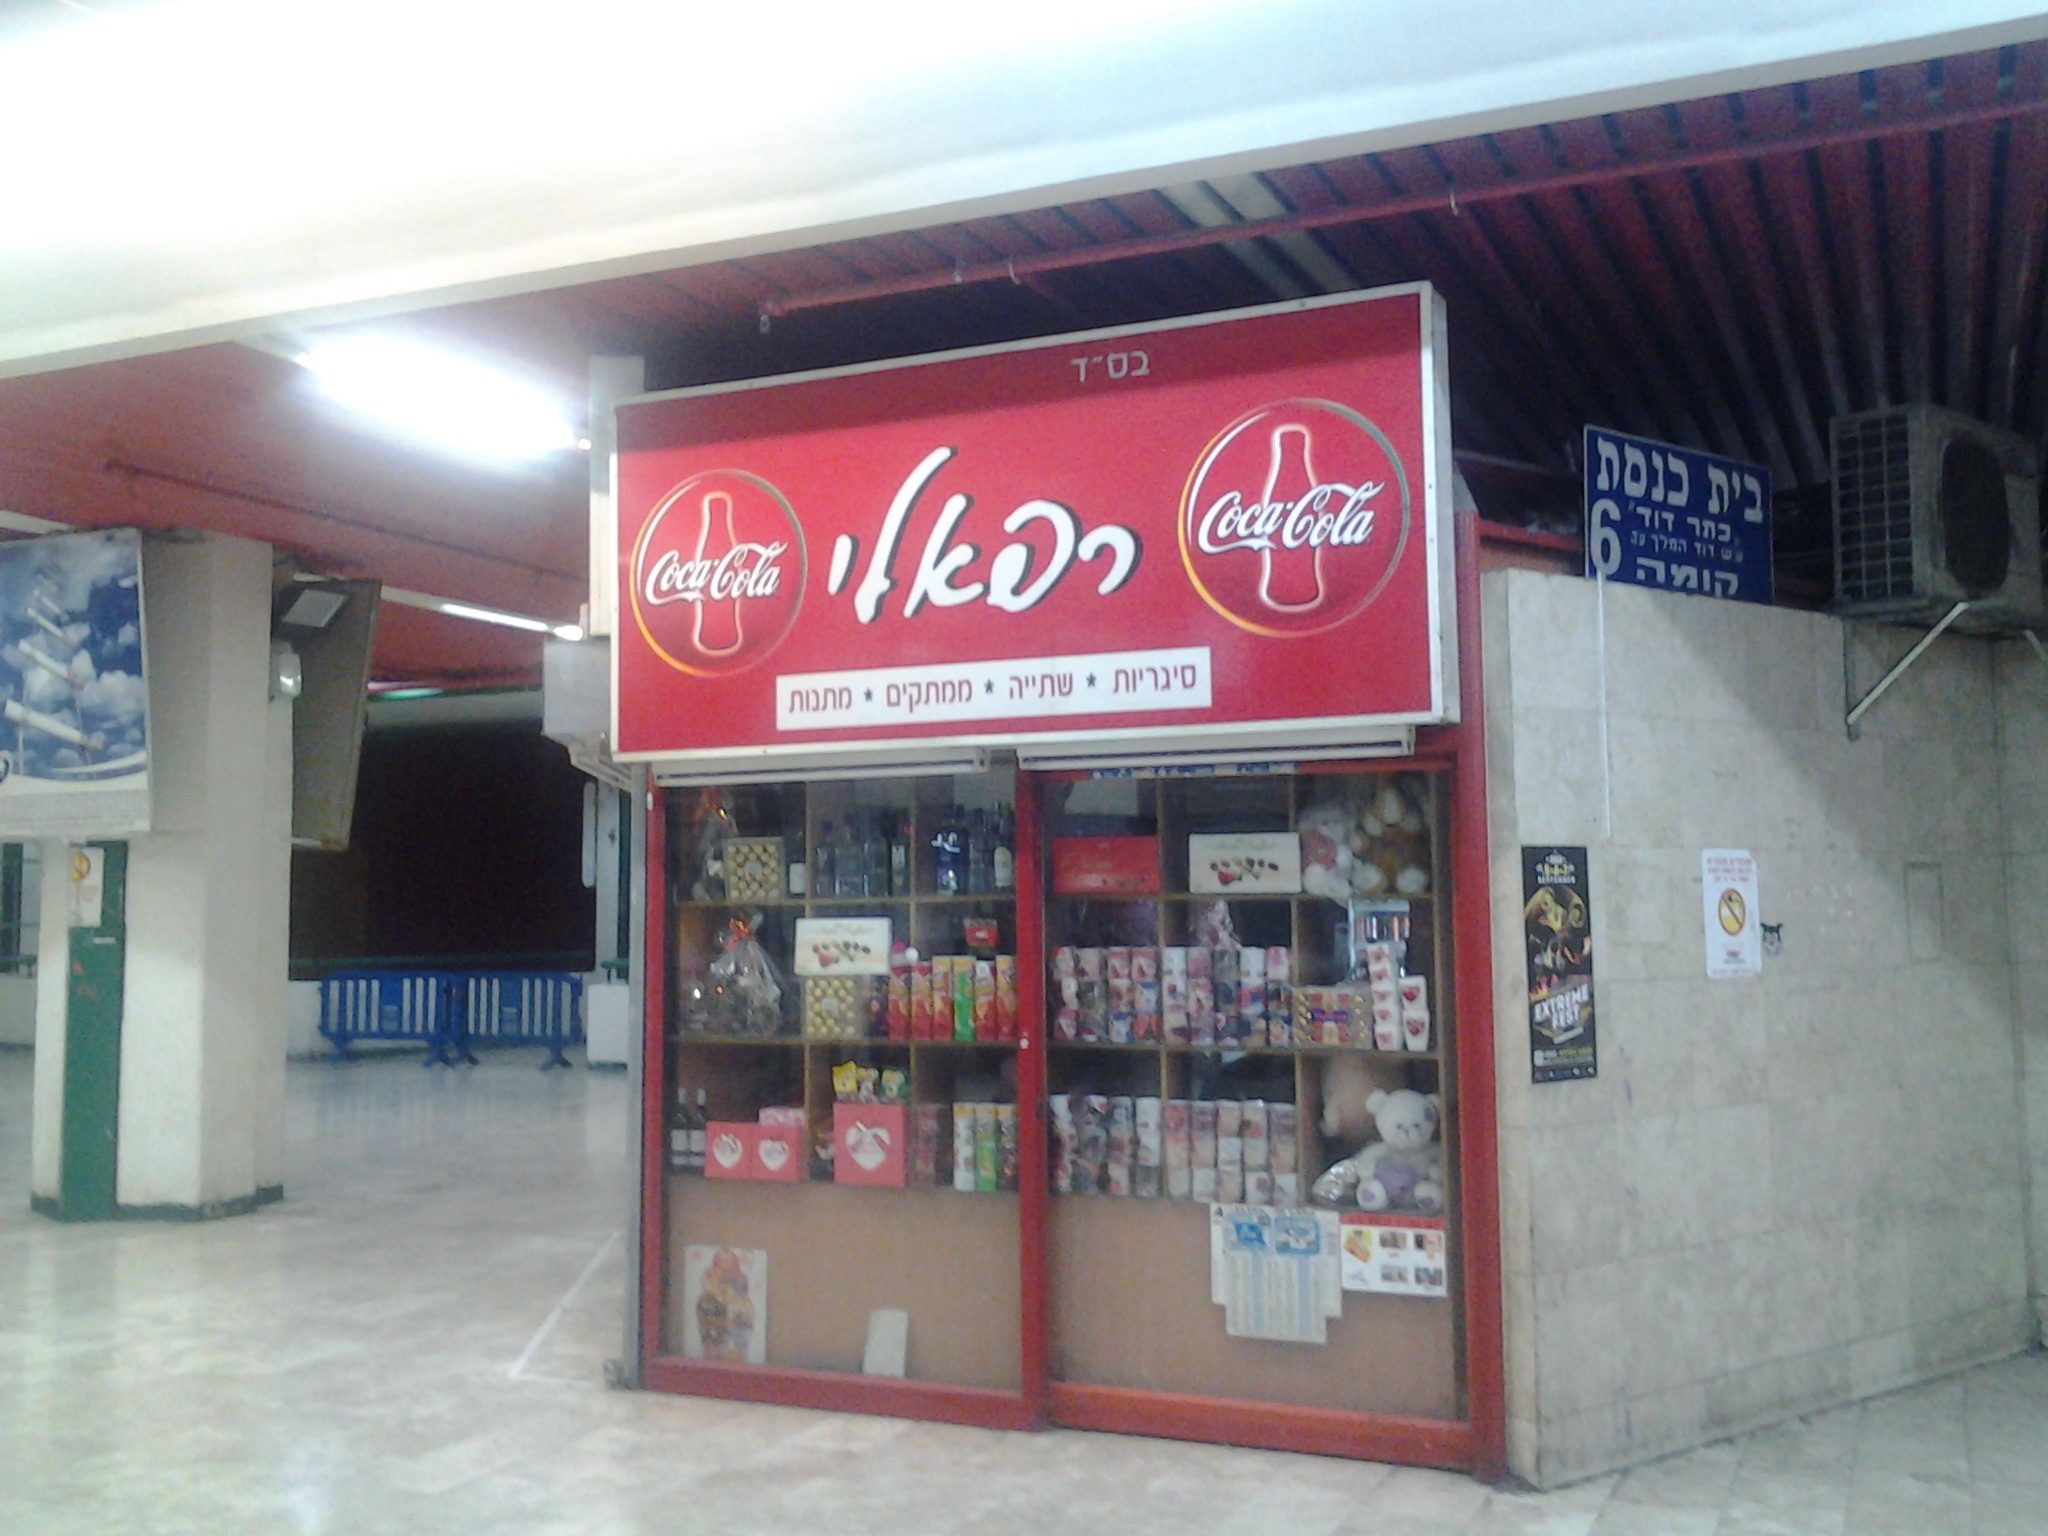 בס״ד
Coca-Cola
רפאלי
Coca-Cola
סיגריות * שתייה * ממתקים * מתנות
בית כנסת
"כתר דוד"
ע״ש דוד המלך ע״ה
קומה
6
EXTREME
FEST